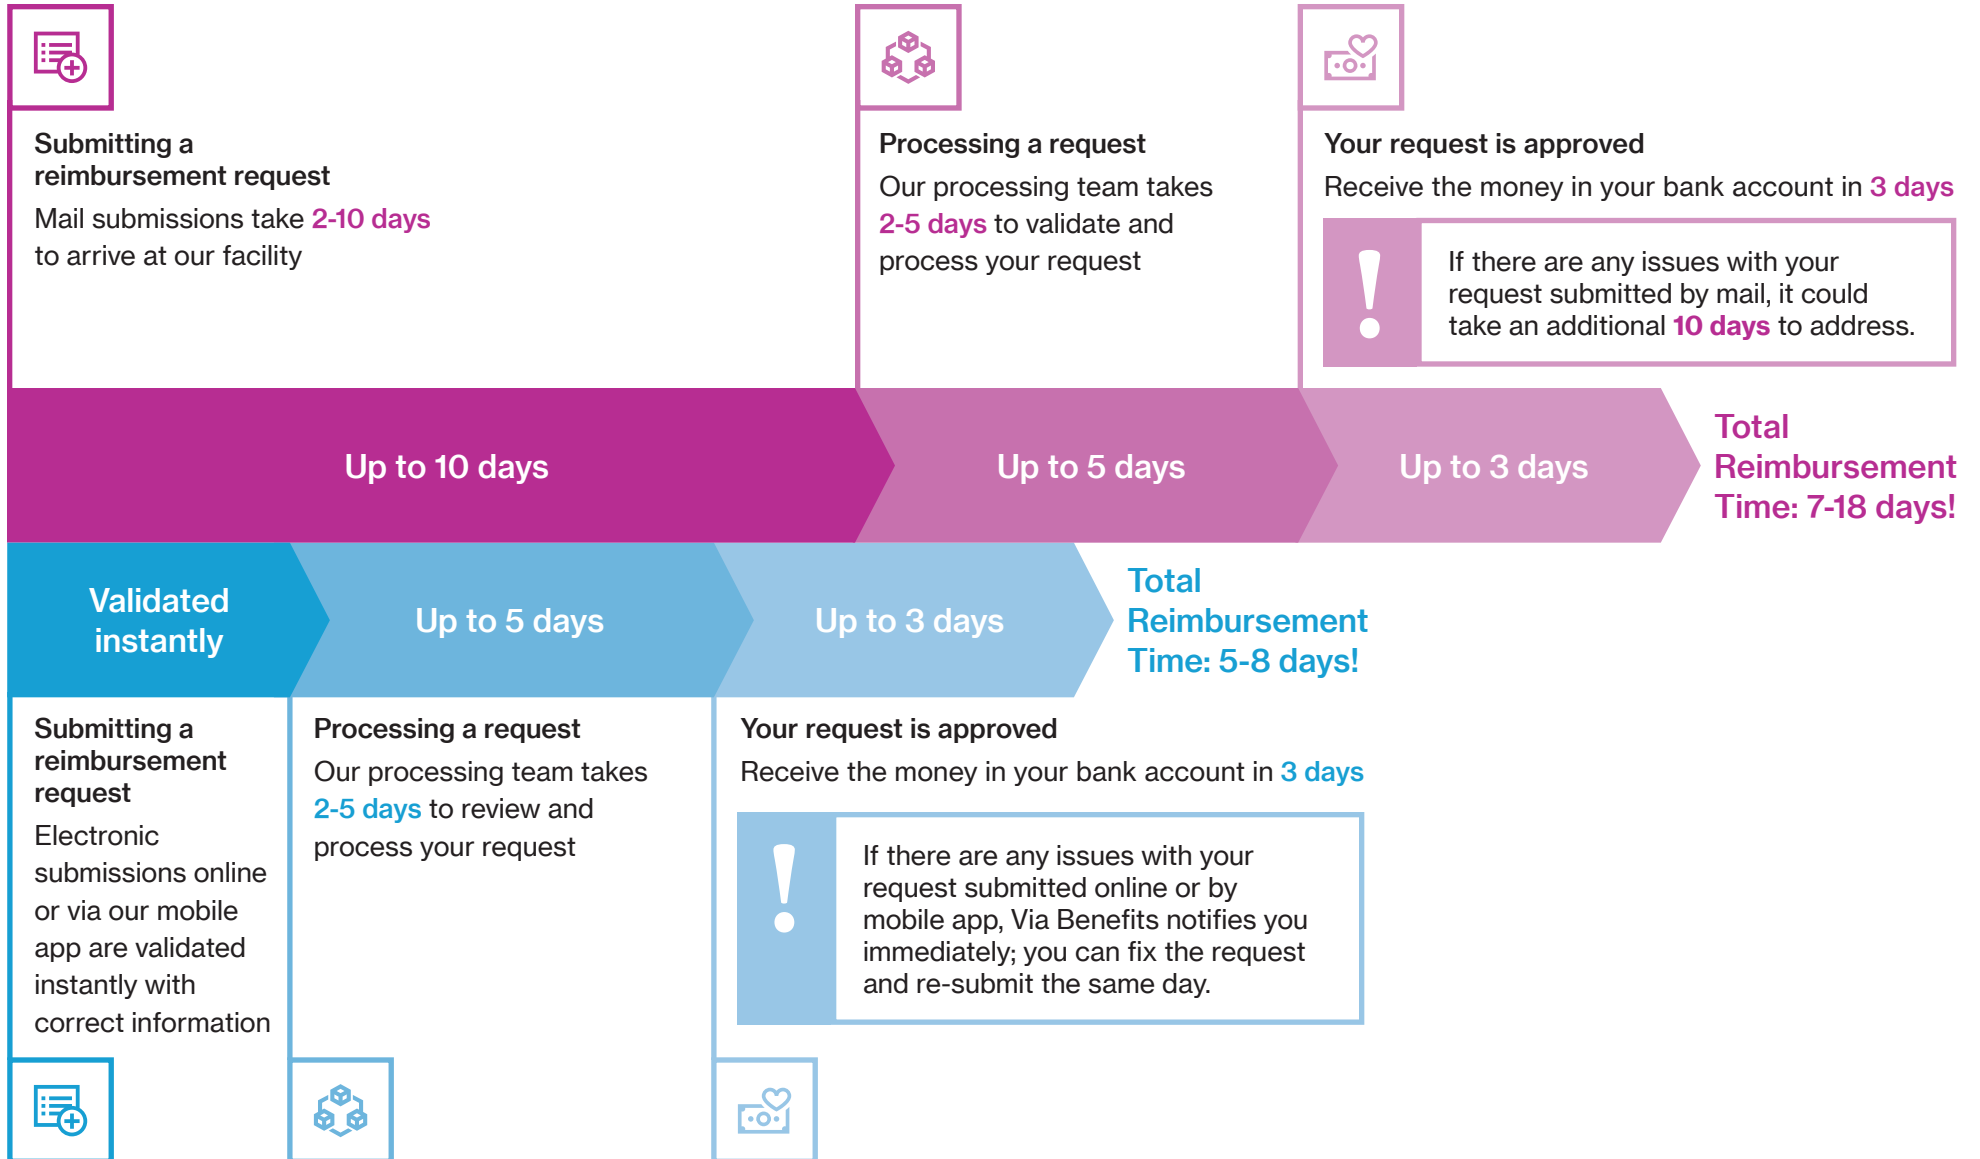 Submitting a
reimbursement request
Mail submissions take 2-10 days
to arrive at our facility
Processing a request
Our processing team takes
2-5 days to validate and
process your request
Your request is approved
Receive the money in your bank account in 3 days
If there are any issues with your
request submitted by mail, it could
take an additional 10 days to address.
Up to 10 days
Up to 5 days
Up to 3 days
Total
Reimbursement
Time: 7-18 days!
Validated
instantly
Up to 5 days
Up to 3 days
Total
Reimbursement
Time: 5-8 days!
Submitting a
reimbursement
request
Electronic
submissions online
or via our mobile
app are validated
instantly with
correct information
Processing a request
Our processing team takes
2-5 days to review and
process your request
Your request is approved
Receive the money in your bank account in 3 days
If there are any issues with your
request submitted online or by
mobile app, Via Benefits notifies you
immediately; you can fix the request
and re-submit the same day.